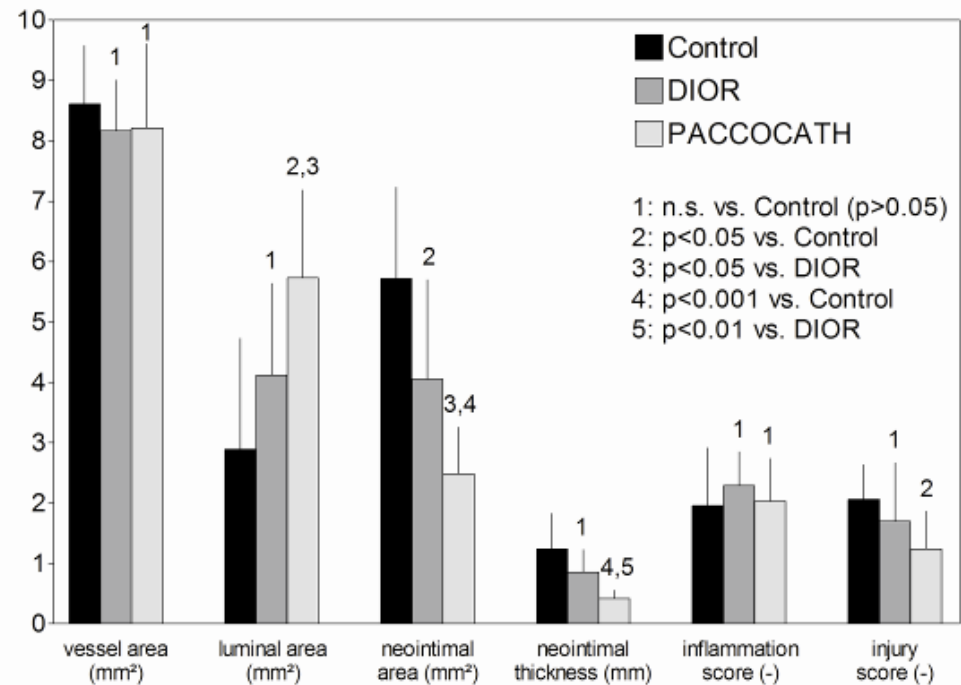 10
9
8
7
6
5
4
3
2
1
0
1
1
1
2,3
2
3,4
1
4,5
1
1
1
2
Control
DIOR
PACCOCATH
1: n.s. vs. Control (p>0.05)
2: p<0.05 vs. Control
3: p<0.05 vs. DIOR
4: p<0.001 vs. Control
5: p<0.01 vs. DIOR
vessel area
(mm²)
luminal area
(mm²)
neointimal
area (mm²)
neointimal
thickness (mm)
inflammation
score (-)
injury
score (-)